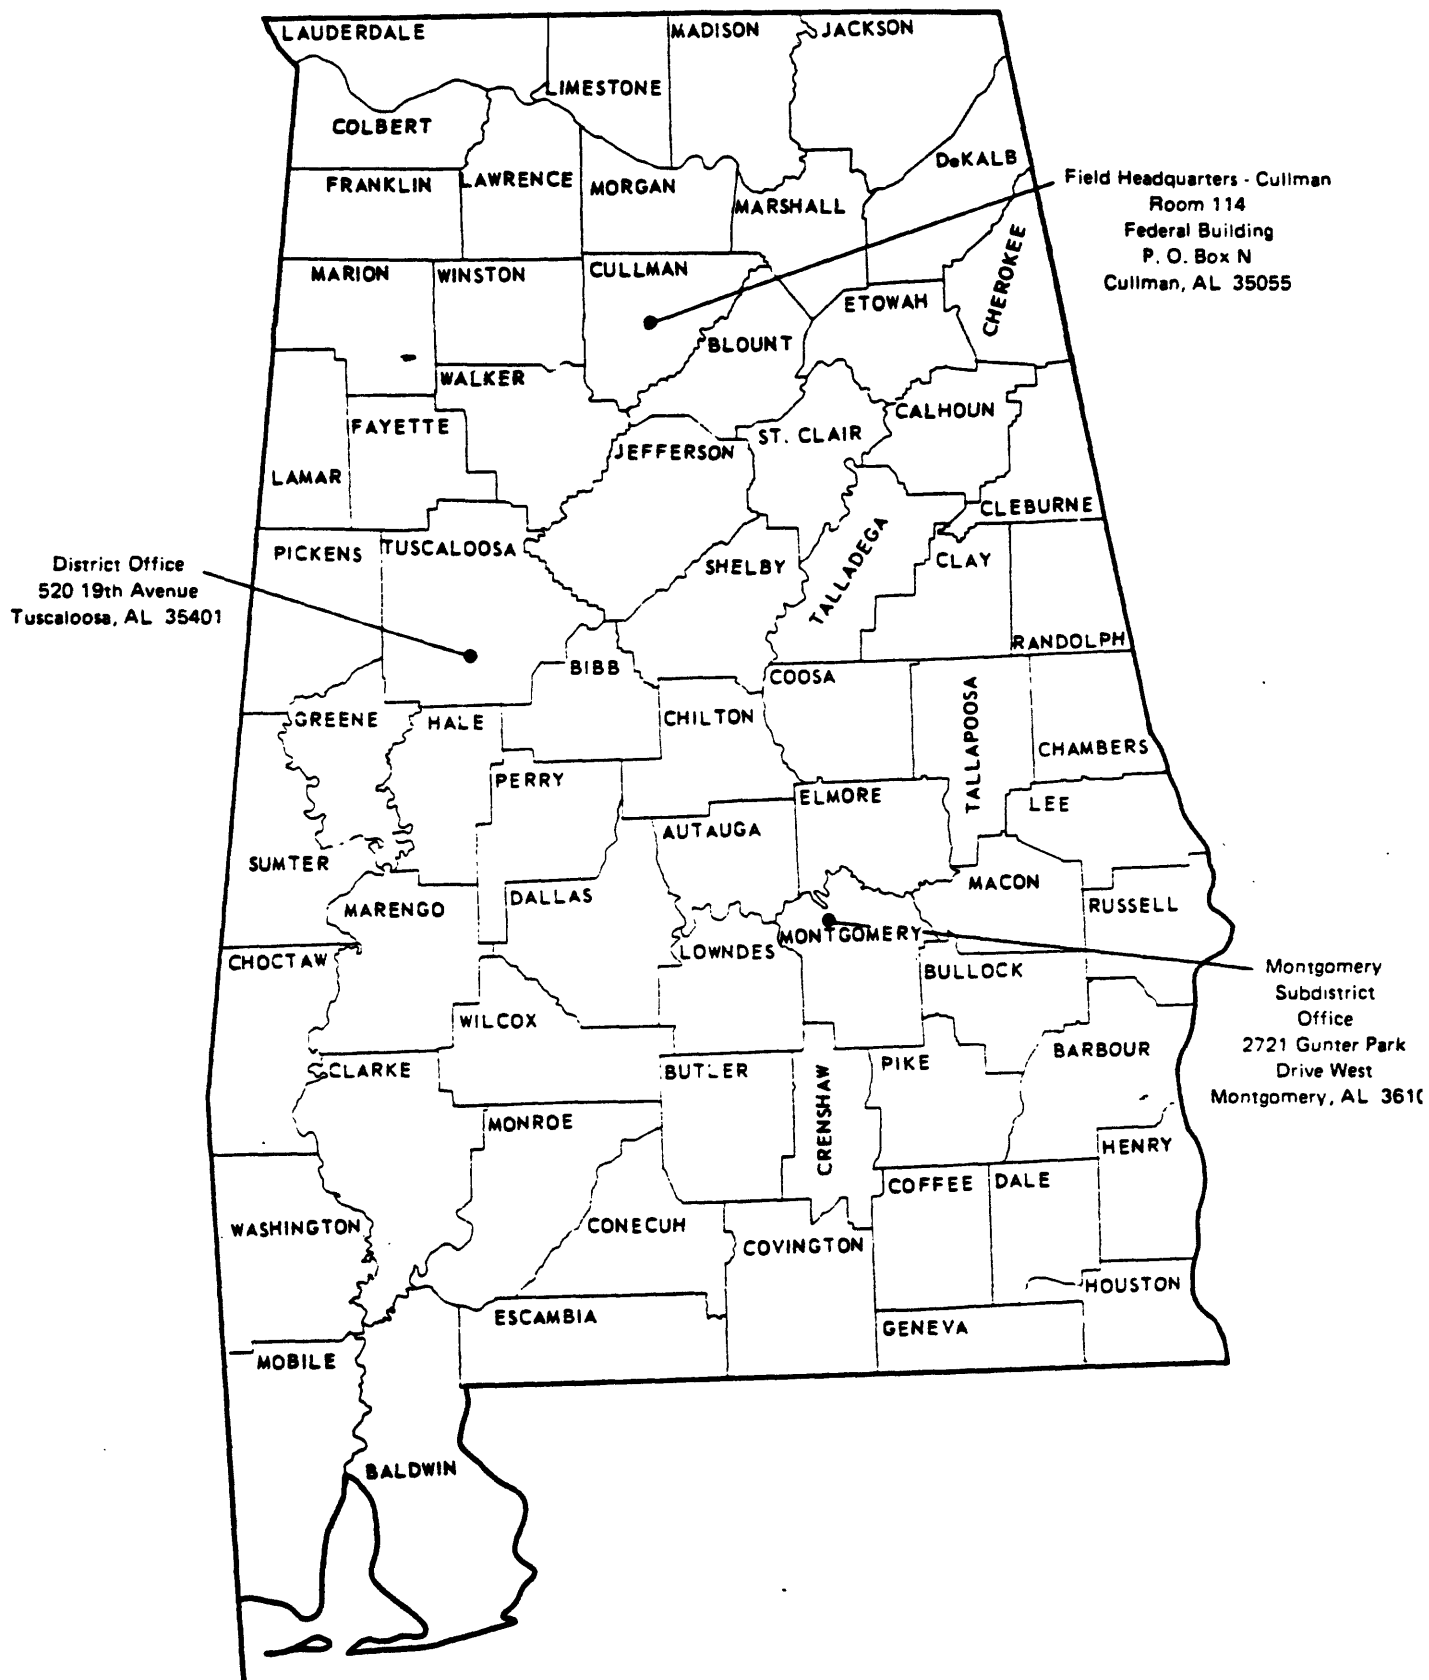 LAUDERDALE
LIMESTONE
MADISON
JACKSON
COLBERT
FRANKLIN
LAWRENCE
MORGAN
MARSHALL
DeKALB
Field Headquarters - Cullman
Room 114
Federal Building
P. O. Box N
Cullman, AL 35055
MARION
WINSTON
CULLMAN
BLOUNT
ETOWAH
CHEROKEE
WALKER
FAYETTE
LAMAR
JEFFERSON
ST. CLAIR
CALHOUN
CLEBURNE
PICKENS
TUSCALOOSA
SHELBY
TALLADEGA
CLAY
RANDOLPH
District Office
520 19th Avenue
Tuscaloosa, AL 35401
BIBB
COOSA
GREENE
HALE
CHILTON
TALLAPOOSA
CHAMBERS
PERRY
ELMORE
LEE
AUTAUGA
SUMTER
MARENGO
DALLAS
MACON
RUSSELL
CHOCTAW
LOWNDES
MONTGOMERY
BULLOCK
Montgomery
Subdistrict
Office
2721 Gunter Park
Drive West
Montgomery, AL 3610
WILCOX
CLARKE
BUTLER
CRENSHAW
PIKE
BARBOUR
MONROE
HENRY
COFFEE
DALE
WASHINGTON
CONECUH
COVINGTON
HOUSTON
ESCAMBIA
GENEVA
MOBILE
BALDWIN